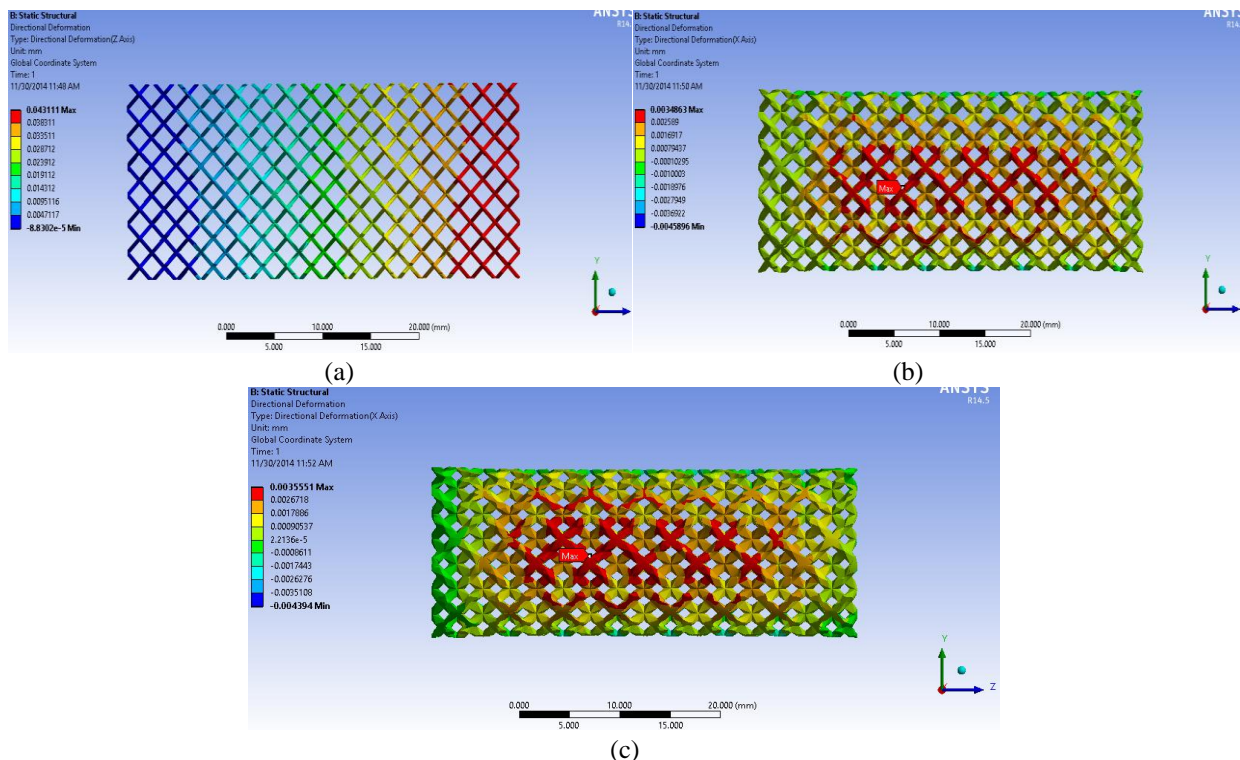 B: Static Structural
Directional Deformation
Type: Directional Deformation(Z Axis)
Unit: mm
Global Coordinate System
Time: 1
11/30/2014 11:48 AM
0.043111 Max
0.038311
0.033511
0.028712
0.023912
0.019112
0.014312
0.0095116
0.0047117
-8.8302e-5 Min
R14.
Y
0.000 10.000 20.000 (mm)
5.000 15.000
(a)
B: Static Structural
Directional Deformation
Type: Directional Deformation(X Axis)
Unit: mm
Global Coordinate System
Time: 1
11/30/2014 11:50 AM
0.0034863 Max
0.002589
0.0016917
0.00079437
-0.00010295
-0.0010003
-0.0018976
-0.0027949
-0.0036922
-0.0045896 Min
ANSYS
R14.5
Max
Y
0.000 10.000 20.000 (mm)
5.000 15.000
(b)
B: Static Structural
Directional Deformation
Type: Directional Deformation(X Axis)
Unit: mm
Global Coordinate System
Time: 1
11/30/2014 11:52 AM
0.0035551 Max
0.0026718
0.0017886
0.00090537
2.2136e-5
-0.0008611
-0.0017443
-0.0026276
-0.0035108
-0.004394 Min
ANSYS
R14.5
Max
Y
Z
0.000 10.000 20.000 (mm)
5.000 15.000
(c)